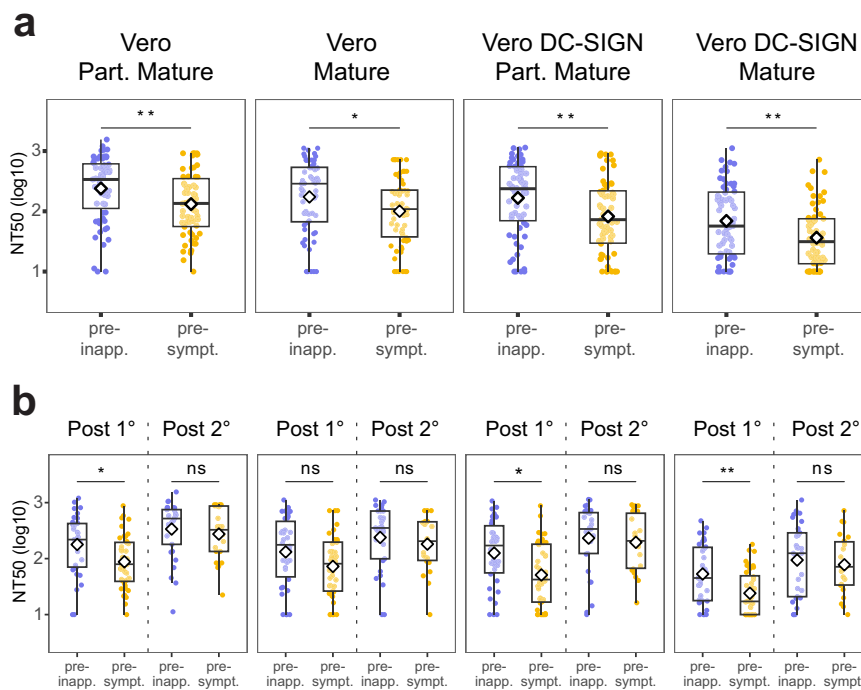 a
Vero
Part. Mature
Vero
Mature
Vero DC-SIGN
Part. Mature
Vero DC-SIGN
Mature
NT50 (log10)
3
2
1
**
*
**
**
pre-
inapp.
pre-
sympt.
pre-
inapp.
pre-
sympt.
pre-
inapp.
pre-
sympt.
pre-
inapp.
pre-
sympt.
b
Post 1°
Post 2°
Post 1°
Post 2°
Post 1°
Post 2°
Post 1°
Post 2°
NT50 (log10)
3
2
1
*
ns
ns
ns
*
ns
**
ns
pre-
inapp.
pre-
sympt.
pre-
inapp.
pre-
sympt.
pre-
inapp.
pre-
sympt.
pre-
inapp.
pre-
sympt.
pre-
inapp.
pre-
sympt.
pre-
inapp.
pre-
sympt.
pre-
inapp.
pre-
sympt.
pre-
inapp.
pre-
sympt.